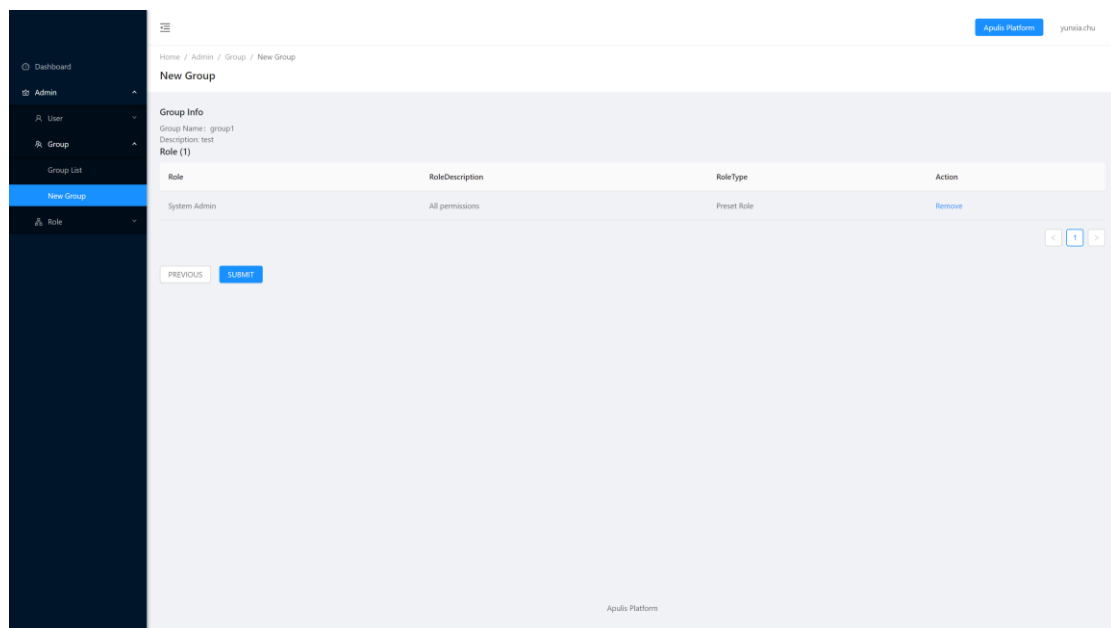 Apulis Platform yunxia.chu
Home / Admin / Group / New Group
New Group
Dashboard
Admin
User
Group
Group List
New Group
Role
Group Info
Group Name: group1
Description: test
Role (1)
Role RoleDescription RoleType Action
System Admin All permissions Preset Role Remove
< 1 >
PREVIOUS SUBMIT
Apulis Platform